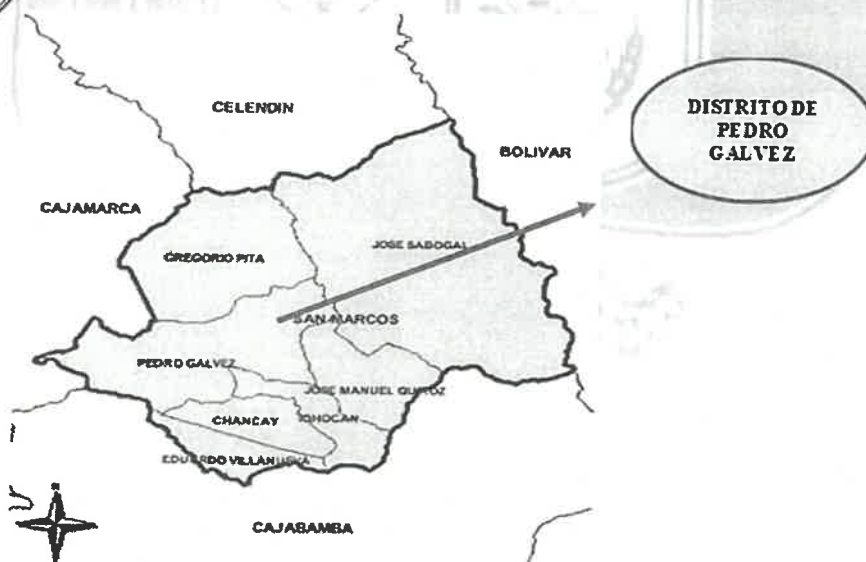 CELENDIN
DISTRITO DE
PEDRO
GALVEZ
BOLIVAR
CAJAMARCA
JOSE SABOGAL
GREGORIO PITA
SAN MARCOS
PEDRO GALVEZ
JOSE MANUEL QUIROZ
CHANCAY
ICHOCAN
EDUARDO VILLANUEVA
CAJABAMBA